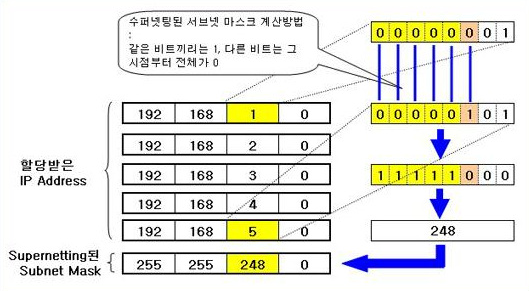 수퍼넷팅된 서브넷 마스크 계산방법
:
같은 비트끼리는 1, 다른 비트는 그
시점부터 전체가 0
0 0 0 0 0 0 0 1
192 168 1 0
0 0 0 0 0 1 0 1
192 168 2 0
할당받은
IP Address
192 168 3 0
1 1 1 1 1 0 0 0
192 168 4 0
192 168 5 0
248
Supernetting된
Subnet Mask
255 255 248 0